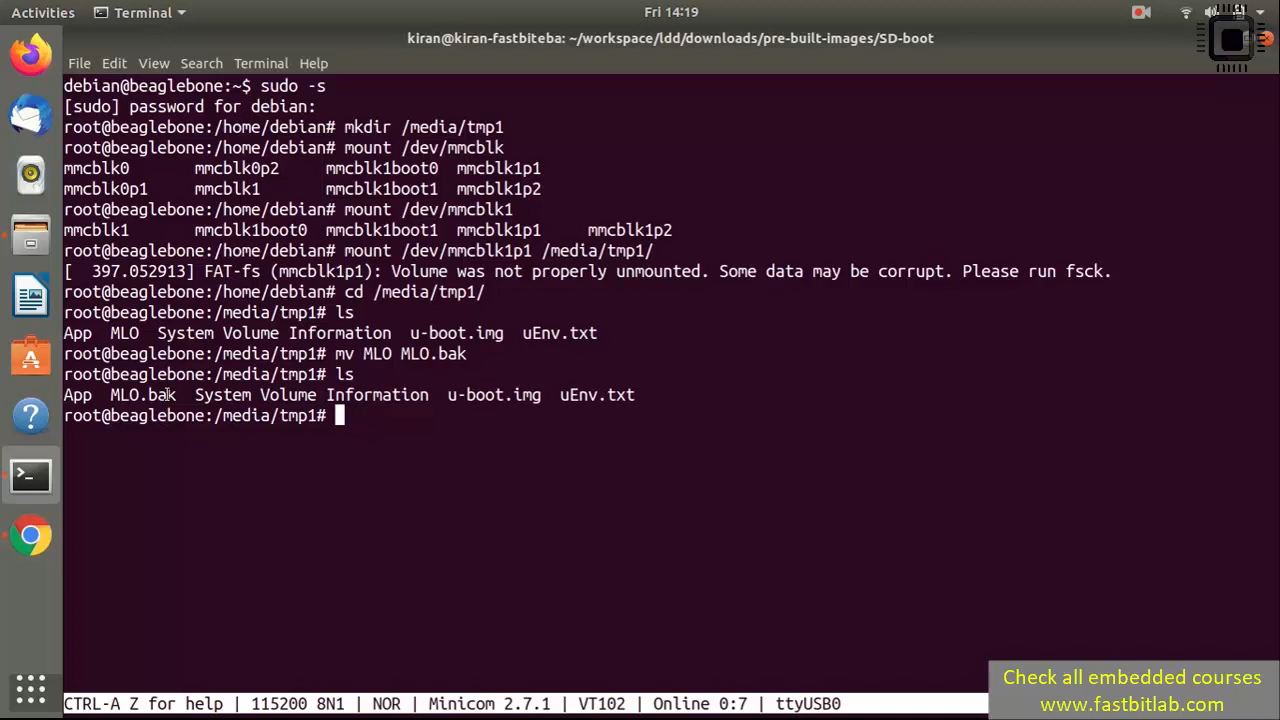 Activities Terminal Fri 14:19
kiran@kiran-fastbiteba: ~/workspace/ldd/downloads/pre-built-images/SD-boot
File Edit View Search Terminal Help
debian@beaglebone:~$ sudo -s
[sudo] password for debian:
root@beaglebone:/home/debian# mkdir /media/tmp1
root@beaglebone:/home/debian# mount /dev/mmcblk
mmcblk0 mmcblk0p2 mmcblk1boot0 mmcblk1p1
mmcblk0p1 mmcblk1 mmcblk1boot1 mmcblk1p2
root@beaglebone:/home/debian# mount /dev/mmcblk1
mmcblk1 mmcblk1boot0 mmcblk1boot1 mmcblk1p1 mmcblk1p2
root@beaglebone:/home/debian# mount /dev/mmcblk1p1 /media/tmp1/
[ 397.052913] FAT-fs (mmcblk1p1): Volume was not properly unmounted. Some data may be corrupt. Please run fsck.
root@beaglebone:/home/debian# cd /media/tmp1/
root@beaglebone:/media/tmp1# ls
App MLO System Volume Information u-boot.img uEnv.txt
root@beaglebone:/media/tmp1# mv MLO MLO.bak
root@beaglebone:/media/tmp1# ls
App MLO.bak System Volume Information u-boot.img uEnv.txt
root@beaglebone:/media/tmp1#
CTRL-A Z for help | 115200 8N1 | NOR | Minicom 2.7.1 | VT102 | Online 0:7 | ttyUSB0
Check all embedded courses
www.fastbitlab.com